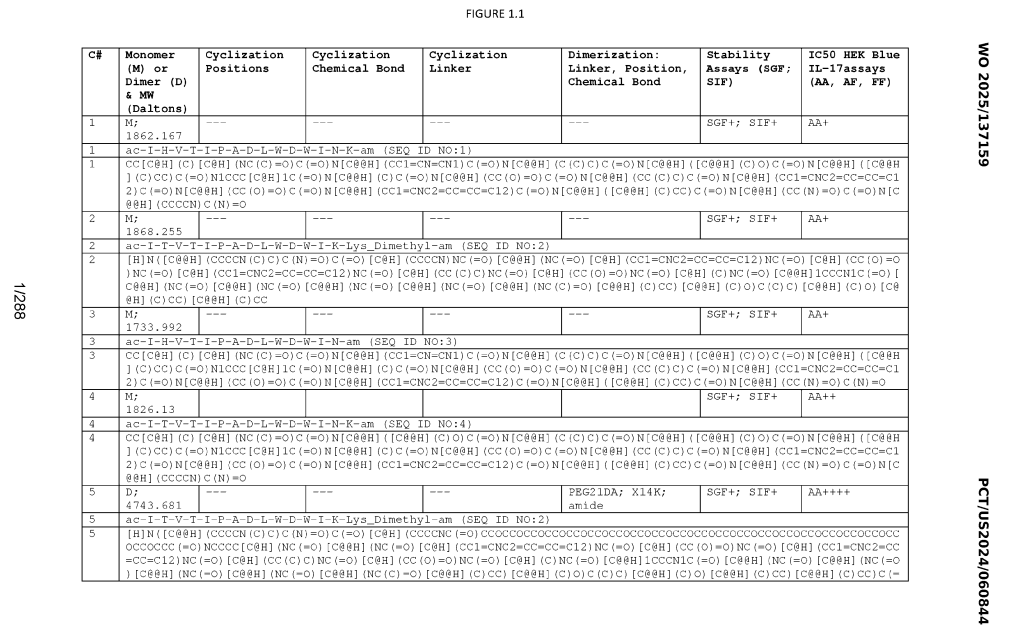 FIGURE 1.1
C# Monomer (M) or Dimer (D) & MW (Daltons) Cyclization Positions Cyclization Chemical Bond Cyclization Linker Dimerization: Linker, Position, Chemical Bond Stability Assays (SGF; SIF) IC50 HEK Blue IL-17assays (AA, AF, FF)
1 M; 1862.167 --- --- --- --- SGF+; SIF+ AA+
1 ac-I-H-V-T-I-P-A-D-L-W-D-W-I-N-K-am (SEQ ID NO:1)
1 CC[C@H](C)[C@H](NC(C)=O)C(=O)N[C@@H](CC1=CN=CN1)C(=O)N[C@@H](C(C)C)C(=O)N[C@@H]([C@@H](C)O)C(=O)N[C@@H]([C@@H
](C)CC)C(=O)N1CCC[C@H]1C(=O)N[C@@H](C)C(=O)N[C@@H](CC(O)=O)C(=O)N[C@@H](CC(C)C)C(=O)N[C@@H](CC1=CNC2=CC=CC=C1
2)C(=O)N[C@@H](CC(O)=O)C(=O)N[C@@H](CC1=CNC2=CC=CC=C12)C(=O)N[C@@H]([C@@H](C)CC)C(=O)N[C@@H](CC(N)=O)C(=O)N[C
@@H](CCCCN)C(N)=O
2 M; 1868.255 --- --- --- --- SGF+; SIF+ AA+
2 ac-I-T-V-T-I-P-A-D-L-W-D-W-I-K-Lys_Dimethyl-am (SEQ ID NO:2)
2 [H]N([C@@H](CCCCN(C)C)C(N)=O)C(=O)[C@H](CCCCN)NC(=O)[C@@H](NC(=O)[C@H](CC1=CNC2=CC=CC=C12)NC(=O)[C@H](CC(O)=O
)NC(=O)[C@H](CC1=CNC2=CC=CC=C12)NC(=O)[C@H](CC(C)C)NC(=O)[C@H](CC(O)=O)NC(=O)[C@H](C)NC(=O)[C@@H]1CCCN1C(=O)[
C@@H](NC(=O)[C@@H](NC(=O)[C@@H](NC(=O)[C@@H](NC(=O)[C@@H](NC(C)=O)[C@@H](C)CC)[C@@H](C)O)C(C)C)[C@@H](C)O)[C@
@H](C)CC)[C@@H](C)CC
3 M; 1733.992 --- --- --- --- SGF+; SIF+ AA+
3 ac-I-H-V-T-I-P-A-D-L-W-D-W-I-N-am (SEQ ID NO:3)
3 CC[C@H](C)[C@H](NC(C)=O)C(=O)N[C@@H](CC1=CN=CN1)C(=O)N[C@@H](C(C)C)C(=O)N[C@@H]([C@@H](C)O)C(=O)N[C@@H]([C@@H
](C)CC)C(=O)N1CCC[C@H]1C(=O)N[C@@H](C)C(=O)N[C@@H](CC(O)=O)C(=O)N[C@@H](CC(C)C)C(=O)N[C@@H](CC1=CNC2=CC=CC=C1
2)C(=O)N[C@@H](CC(O)=O)C(=O)N[C@@H](CC1=CNC2=CC=CC=C12)C(=O)N[C@@H]([C@@H](C)CC)C(=O)N[C@@H](CC(N)=O)C(N)=O
4 M; 1826.13 SGF+; SIF+ AA++
4 ac-I-T-V-T-I-P-A-D-L-W-D-W-I-N-K-am (SEQ ID NO:4)
4 CC[C@H](C)[C@H](NC(C)=O)C(=O)N[C@@H]([C@@H](C)O)C(=O)N[C@@H](C(C)C)C(=O)N[C@@H]([C@@H](C)O)C(=O)N[C@@H]([C@@H
](C)CC)C(=O)N1CCC[C@H]1C(=O)N[C@@H](C)C(=O)N[C@@H](CC(O)=O)C(=O)N[C@@H](CC(C)C)C(=O)N[C@@H](CC1=CNC2=CC=CC=C1
2)C(=O)N[C@@H](CC(O)=O)C(=O)N[C@@H](CC1=CNC2=CC=CC=C12)C(=O)N[C@@H]([C@@H](C)CC)C(=O)N[C@@H](CC(N)=O)C(=O)N[C
@@H](CCCCN)C(N)=O
5 D; 4743.681 --- --- --- PEG21DA; X14K; amide SGF+; SIF+ AA++++
5 ac-I-T-V-T-I-P-A-D-L-W-D-W-I-K-Lys_Dimethyl-am (SEQ ID NO:2)
5 [H]N([C@@H](CCCCN(C)C)C(N)=O)C(=O)[C@H](CCCCNC(=O)CCOCCOCCOCCOCCOCCOCCOCCOCCOCCOCCOCCOCCOCCOCCOCCOCCOCCOCCOCC
OCCOCCC(=O)NCCCC[C@H](NC(=O)[C@@H](NC(=O)[C@H](CC1=CNC2=CC=CC=C12)NC(=O)[C@H](CC(O)=O)NC(=O)[C@H](CC1=CNC2=CC
=CC=C12)NC(=O)[C@H](CC(C)C)NC(=O)[C@H](CC(O)=O)NC(=O)[C@H](C)NC(=O)[C@@H]1CCCN1C(=O)[C@@H](NC(=O)[C@@H](NC(=O
)[C@@H](NC(=O)[C@@H](NC(=O)[C@@H](NC(C)=O)[C@@H](C)CC)[C@@H](C)O)C(C)C)[C@@H](C)O)[C@@H](C)CC)[C@@H](C)CC)C(=
1/288
WO 2025/137159
PCT/US2024/060844